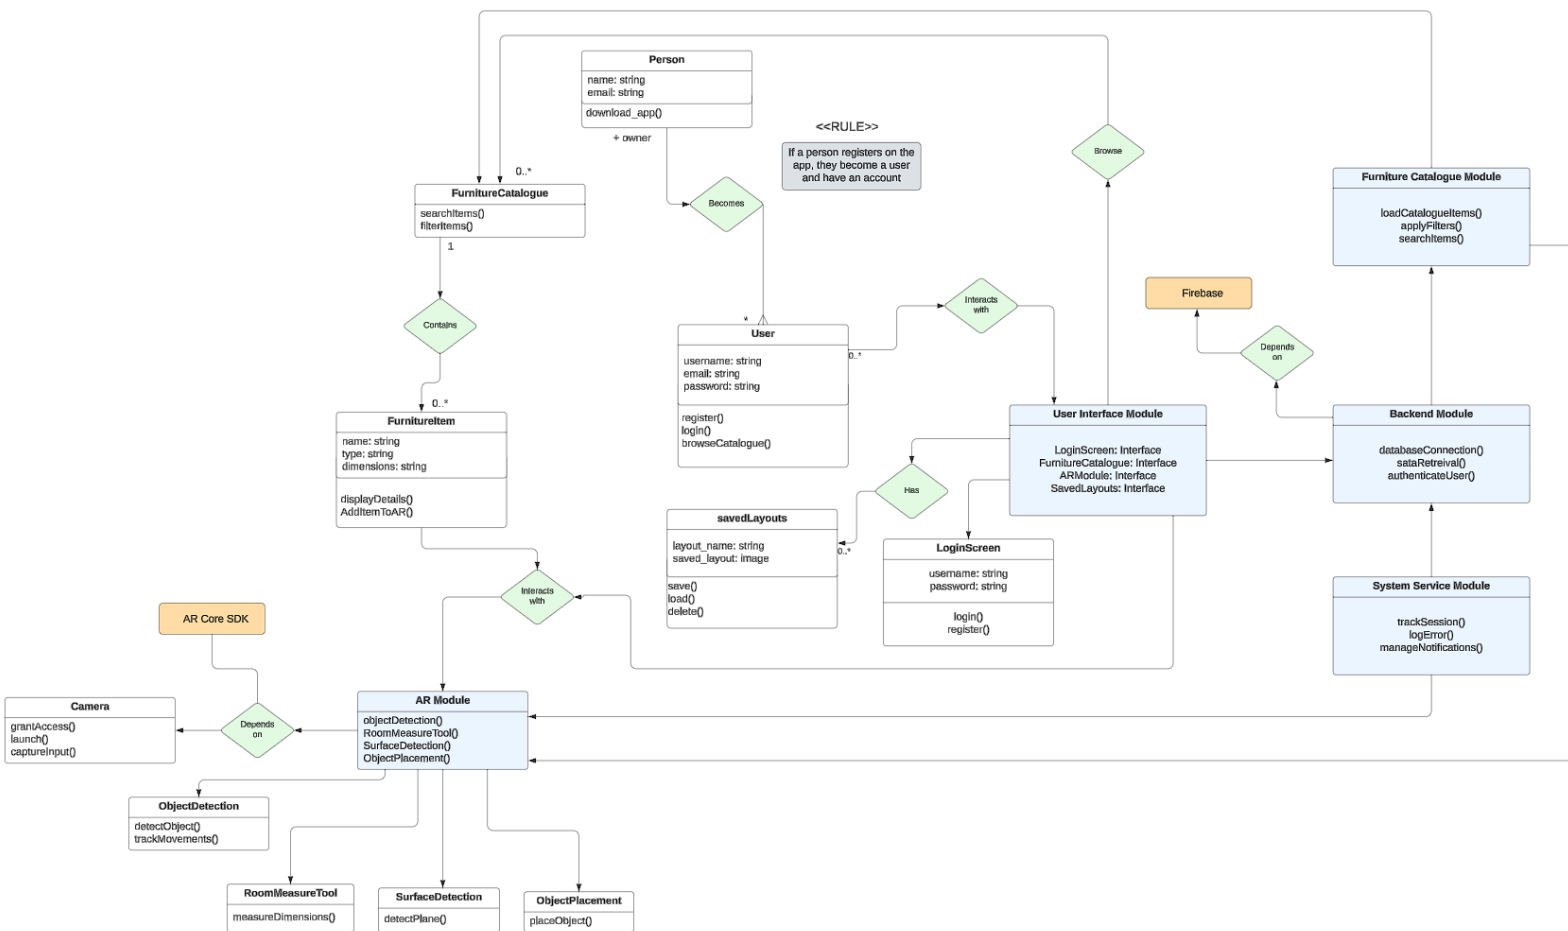 Person
name: string
email: string
download_app()
+ owner
<<RULE>>
If a person registers on the
app, they become a user
and have an account
Browse
0..*
FurnitureCatalogue
searchItems()
filterItems()
1
Becomes
Furniture Catalogue Module
loadCatalogueItems()
applyFilters()
searchItems()
Contains
Interacts
with
Firebase
Depends
on
*
User
username: string
email: string
password: string
register()
login()
browseCatalogue()
0..*
0..*
FurnitureItem
name: string
type: string
dimensions: string
displayDetails()
AddItemToAR()
User Interface Module
LoginScreen: Interface
FurnitureCatalogue: Interface
ARModule: Interface
SavedLayouts: Interface
Backend Module
databaseConnection()
sataRetreival()
authenticateUser()
Has
savedLayouts
layout_name: string
saved_layout: image
save()
load()
delete()
0..*
LoginScreen
username: string
password: string
login()
register()
System Service Module
trackSession()
logError()
manageNotifications()
Interacts
with
AR Core SDK
Camera
grantAccess()
launch()
captureInput()
Depends
on
AR Module
objectDetection()
RoomMeasureTool()
SurfaceDetection()
ObjectPlacement()
ObjectDetection
detectObject()
trackMovements()
RoomMeasureTool
measureDimensions()
SurfaceDetection
detectPlane()
ObjectPlacement
placeObject()